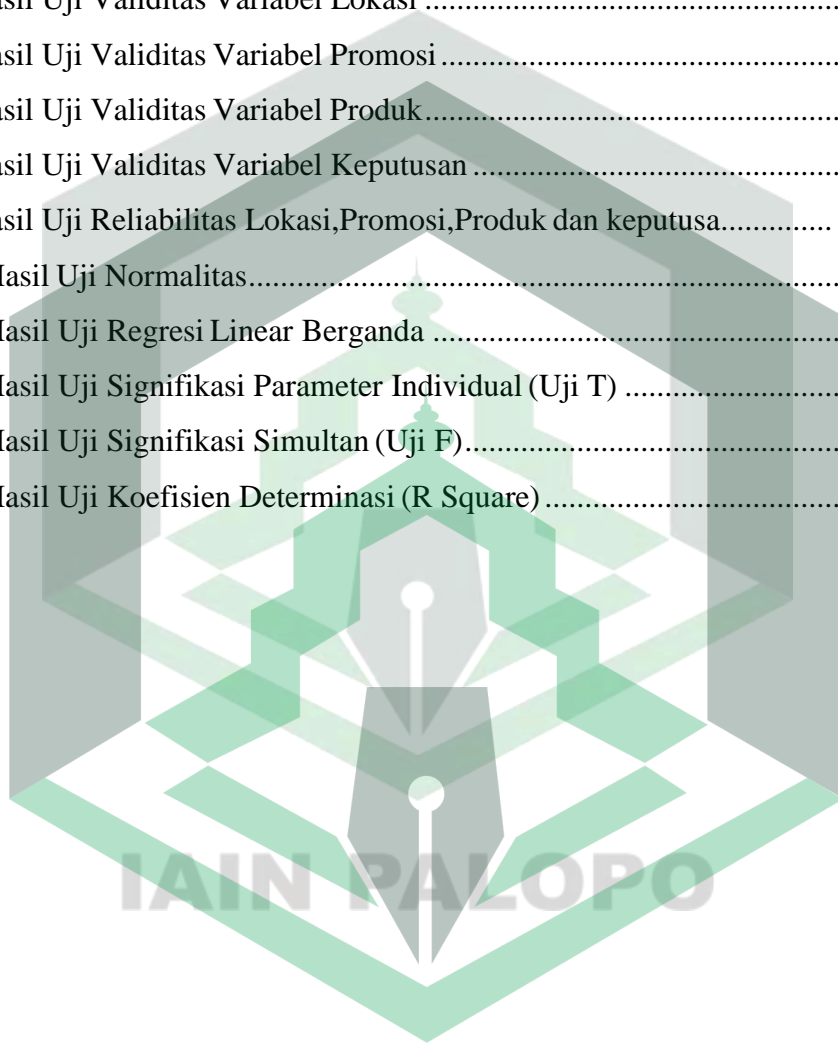 asil Uji Validitas Variabel Lokasi ..................................................
asil Uji Validitas Variabel Promosi ..................................................
asil Uji Validitas Variabel Produk..................................................
asil Uji Validitas Variabel Keputusan ..............................................
asil Uji Reliabilitas Lokasi,Promosi,Produk dan keputusa..............
Hasil Uji Normalitas..........................................................................
Hasil Uji Regresi Linear Berganda ...................................................
Hasil Uji Signifikasi Parameter Individual (Uji T) ...........................
Hasil Uji Signifikasi Simultan (Uji F)...............................................
Hasil Uji Koefisien Determinasi (R Square) .....................................
IAIN PALOPO